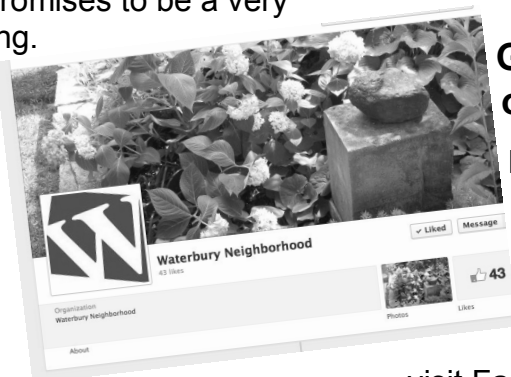 romises to be a very
ng.
W
Waterbury Neighborhood
43 likes
✓ Liked
Message
Organization
Waterbury Neighborhood
About
Photos
43
Likes
visit Fa